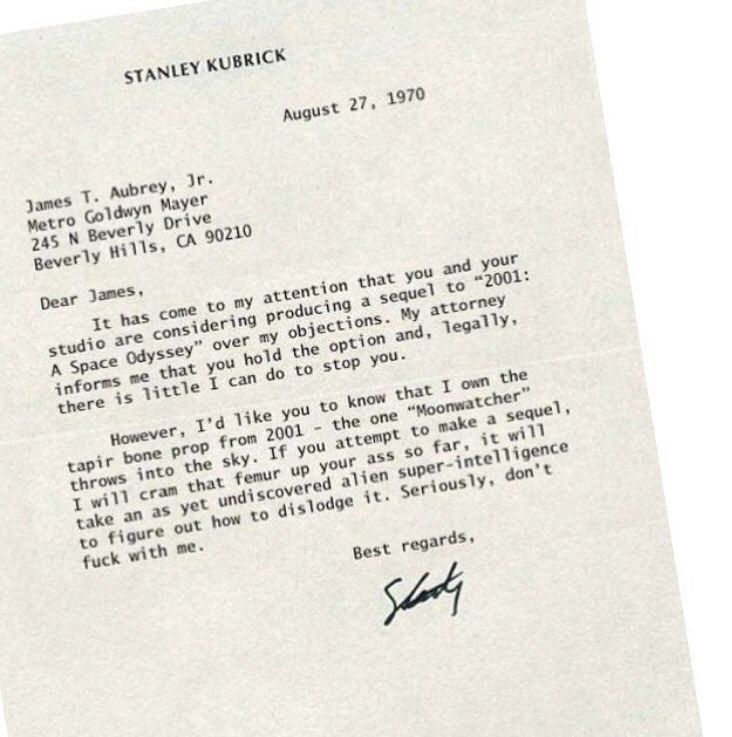 STANLEY KUBRICK
August 27, 1970
James T. Aubrey, Jr.
Metro Goldwyn Mayer
245 N Beverly Drive
Beverly Hills, CA 90210
Dear James,
It has come to my attention that you and your
studio are considering producing a sequel to “2001:
A Space Odyssey” over my objections. My attorney
informs me that you hold the option and, legally,
there is little I can do to stop you.
However, I’d like you to know that I own the
tapir bone prop from 2001 – the one “Moonwatcher”
throws into the sky. If you attempt to make a sequel,
I will cram that femur up your ass so far, it will
take an as yet undiscovered alien super-intelligence
to figure out how to dislodge it. Seriously, don’t
fuck with me.
Best regards,